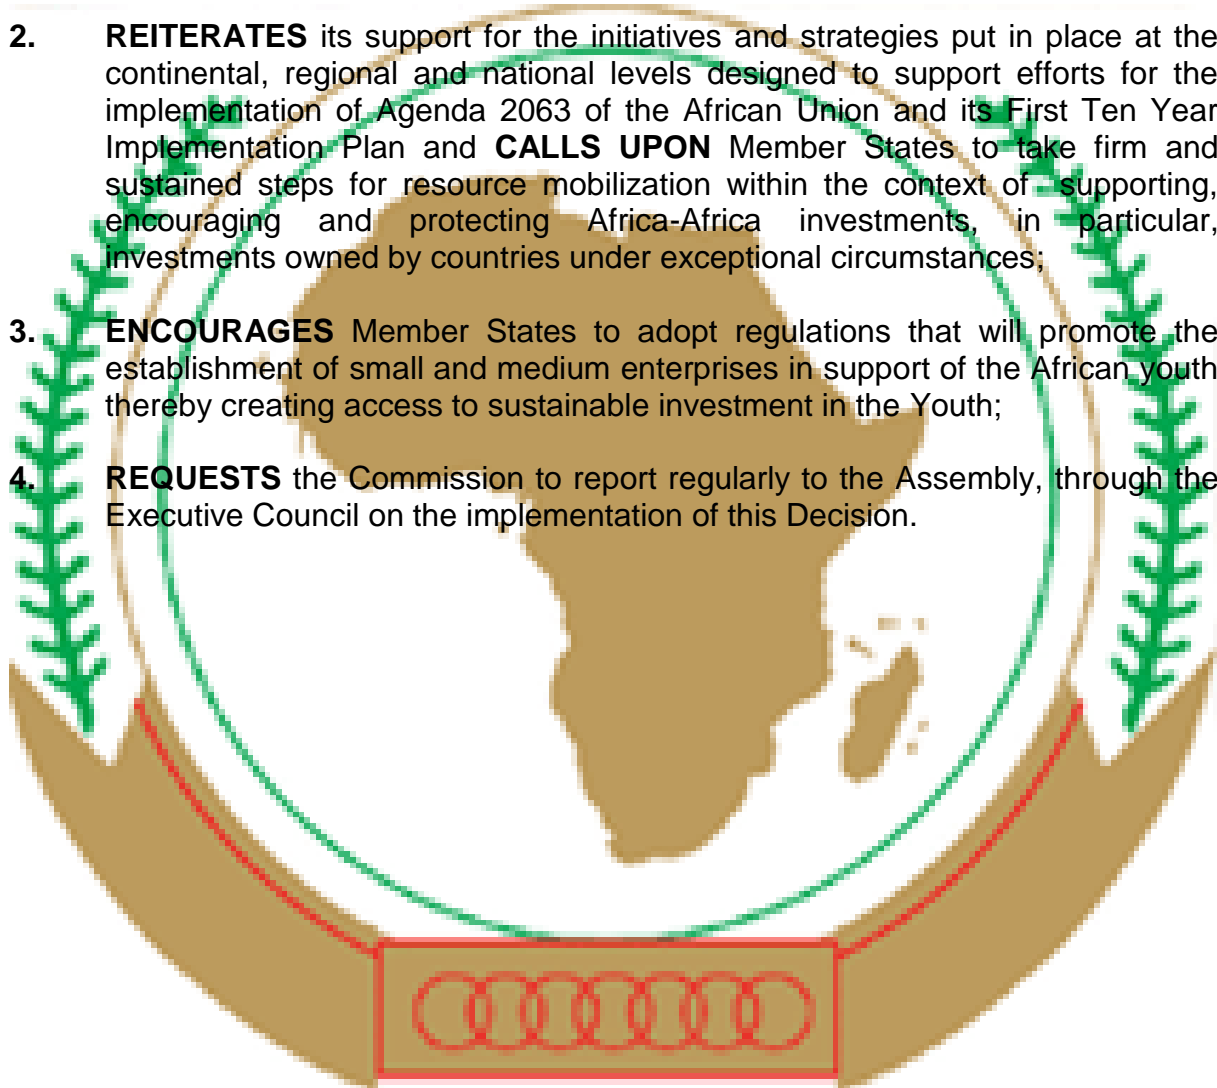 2. REITERATES its support for the initiatives and strategies put in place at the
continental, regional and national levels designed to support efforts for the
implementation of Agenda 2063 of the African Union and its First Ten Year
Implementation Plan and CALLS UPON Member States to take firm and
sustained steps for resource mobilization within the context of supporting,
encouraging and protecting Africa-Africa investments, in particular,
investments owned by countries under exceptional circumstances;
3. ENCOURAGES Member States to adopt regulations that will promote the
establishment of small and medium enterprises in support of the African youth
thereby creating access to sustainable investment in the Youth;
4. REQUESTS the Commission to report regularly to the Assembly, through the
Executive Council on the implementation of this Decision.